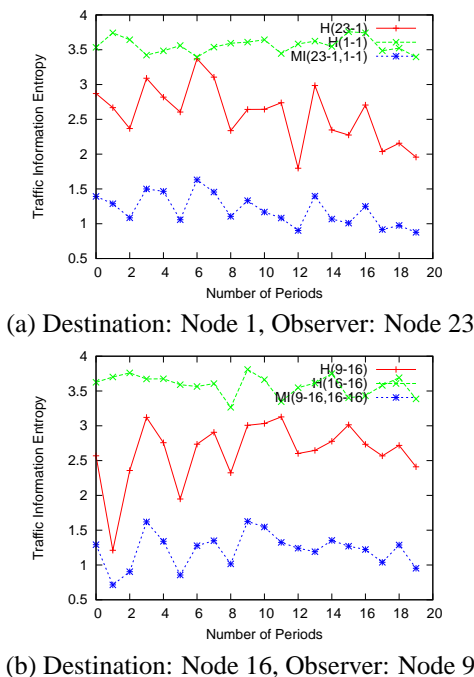 4
3.5
3
2.5
2
1.5
1
0.5
Traffic Information Entropy
H(23-1)
H(1-1)
MI(23-1,1-1)
0 2 4 6 8 10 12 14 16 18 20
Number of Periods
(a) Destination: Node 1, Observer: Node 23
4
3.5
3
2.5
2
1.5
1
0.5
Traffic Information Entropy
H(9-16)
H(16-16)
MI(9-16,16-16)
0 2 4 6 8 10 12 14 16 18 20
Number of Periods
(b) Destination: Node 16, Observer: Node 9